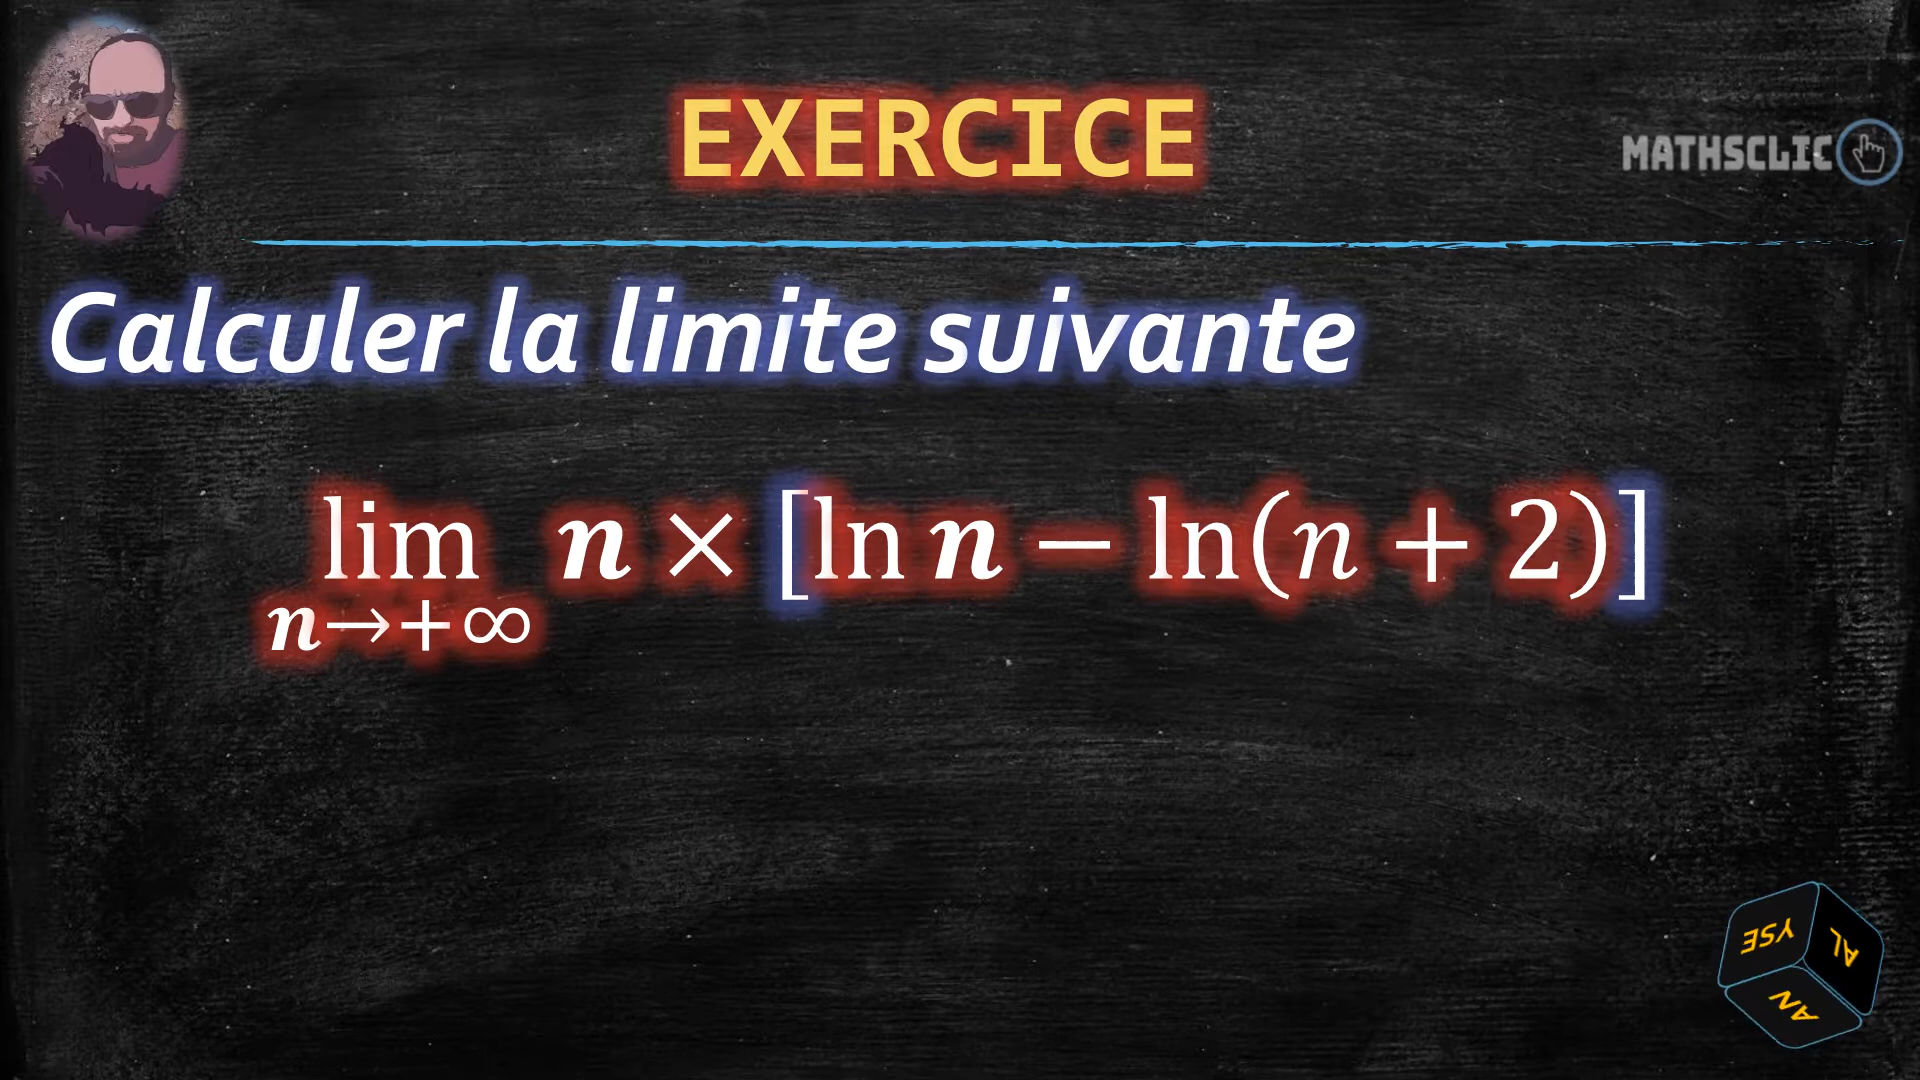 EXERCICE
MATHSCLIC
Calculer la limite suivante
lim n × [ln n − ln(n + 2)]
n→+∞
AN
AL
YSE